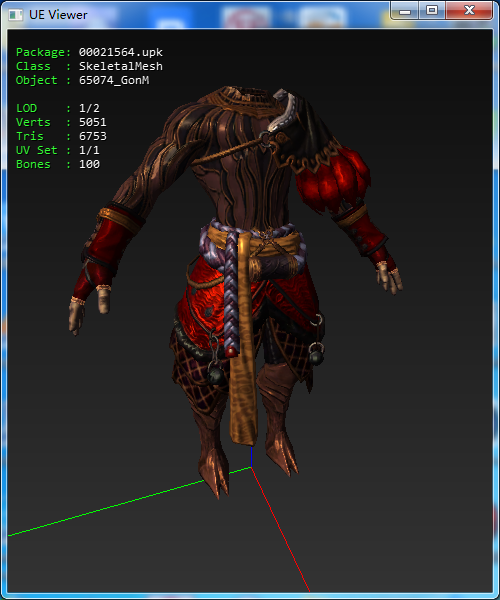 UE Viewer
Package: 00021564.upk
Class : SkeletalMesh
Object : 65074_GonM
LOD : 1/2
Verts : 5051
Tris : 6753
UV Set : 1/1
Bones : 100